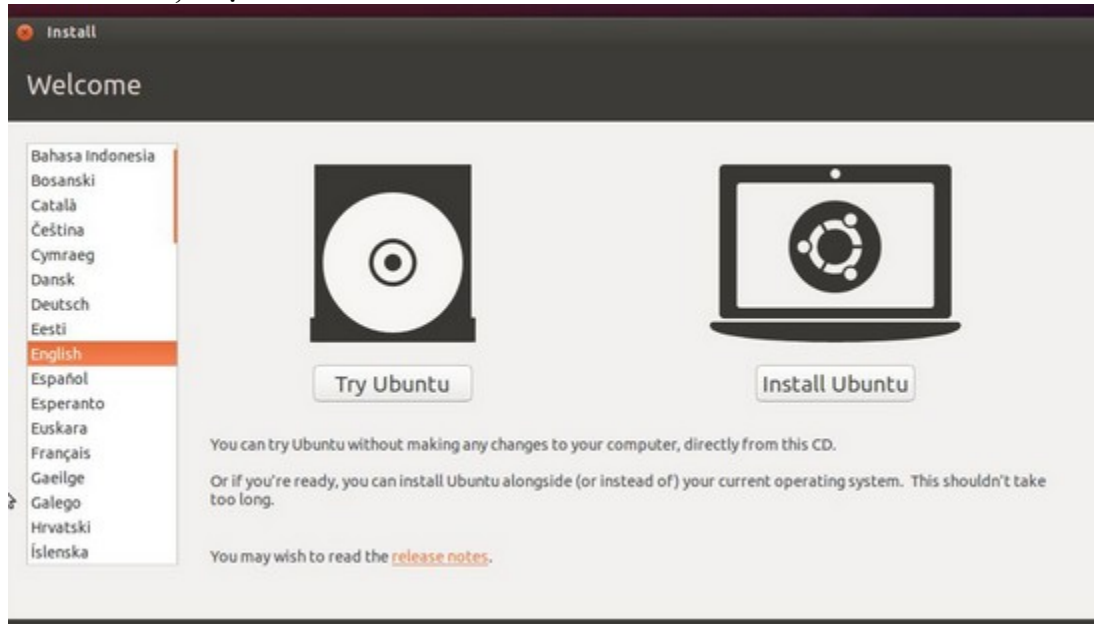 Install
Welcome
Bahasa Indonesia
Bosanski
Català
Čeština
Cymraeg
Dansk
Deutsch
Eesti
English
Español
Esperanto
Euskara
Français
Gaeilge
Galego
Hrvatski
Íslenska
Try Ubuntu
Install Ubuntu
You can try Ubuntu without making any changes to your computer, directly from this CD.
Or if you're ready, you can install Ubuntu alongside (or instead of) your current operating system. This shouldn't take
too long.
You may wish to read the release notes.